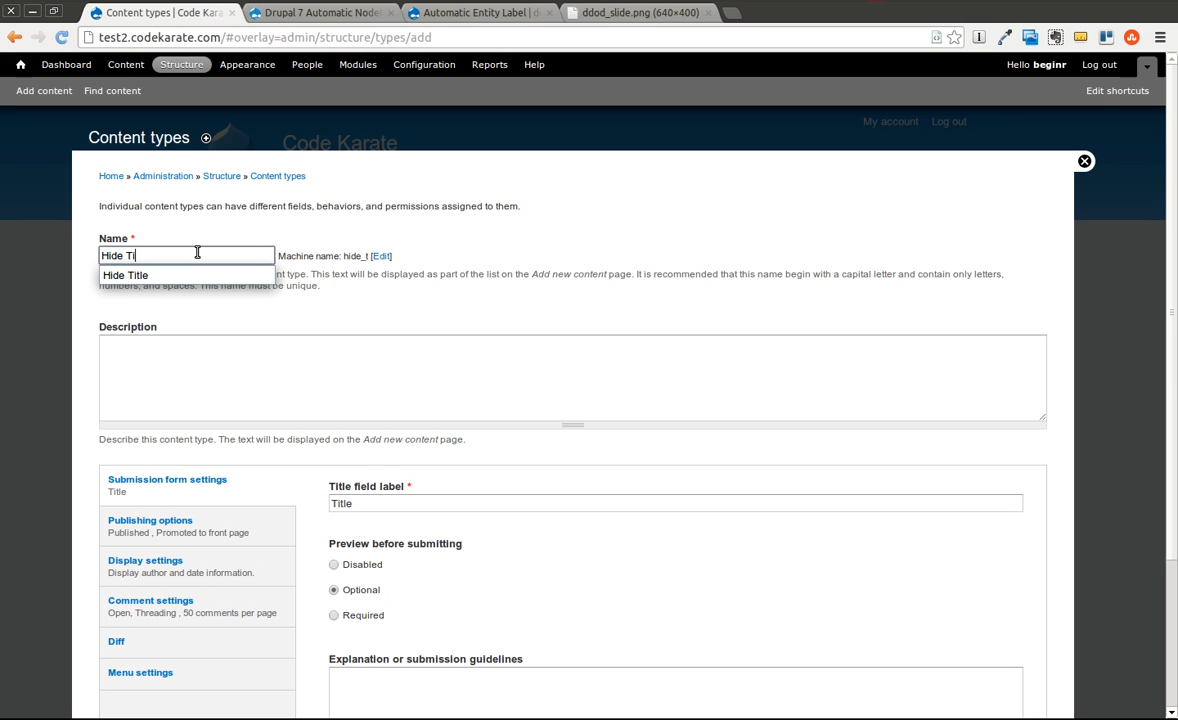 Content types | Code Kara
Drupal 7 Automatic Nodel
Automatic Entity Label | d
ddod_slide.png (640×400)
test2.codekarate.com/#overlay=admin/structure/types/add
Dashboard Content Structure Appearance People Modules Configuration Reports Help Hello beginr Log out
Add content Find content Edit shortcuts
My account Log out
Content types
Code Karate
Home » Administration » Structure » Content types
Individual content types can have different fields, behaviors, and permissions assigned to them.
Name *
Hide Ti Machine name: hide_t [Edit]
Hide Title
nt type. This text will be displayed as part of the list on the Add new content page. It is recommended that this name begin with a capital letter and contain only letters,
numbers, and spaces. This name must be unique.
Description
Describe this content type. The text will be displayed on the Add new content page.
Submission form settings
Title
Publishing options
Published , Promoted to front page
Display settings
Display author and date information.
Comment settings
Open, Threading , 50 comments per page
Diff
Menu settings
Title field label *
Title
Preview before submitting
Disabled
Optional
Required
Explanation or submission guidelines